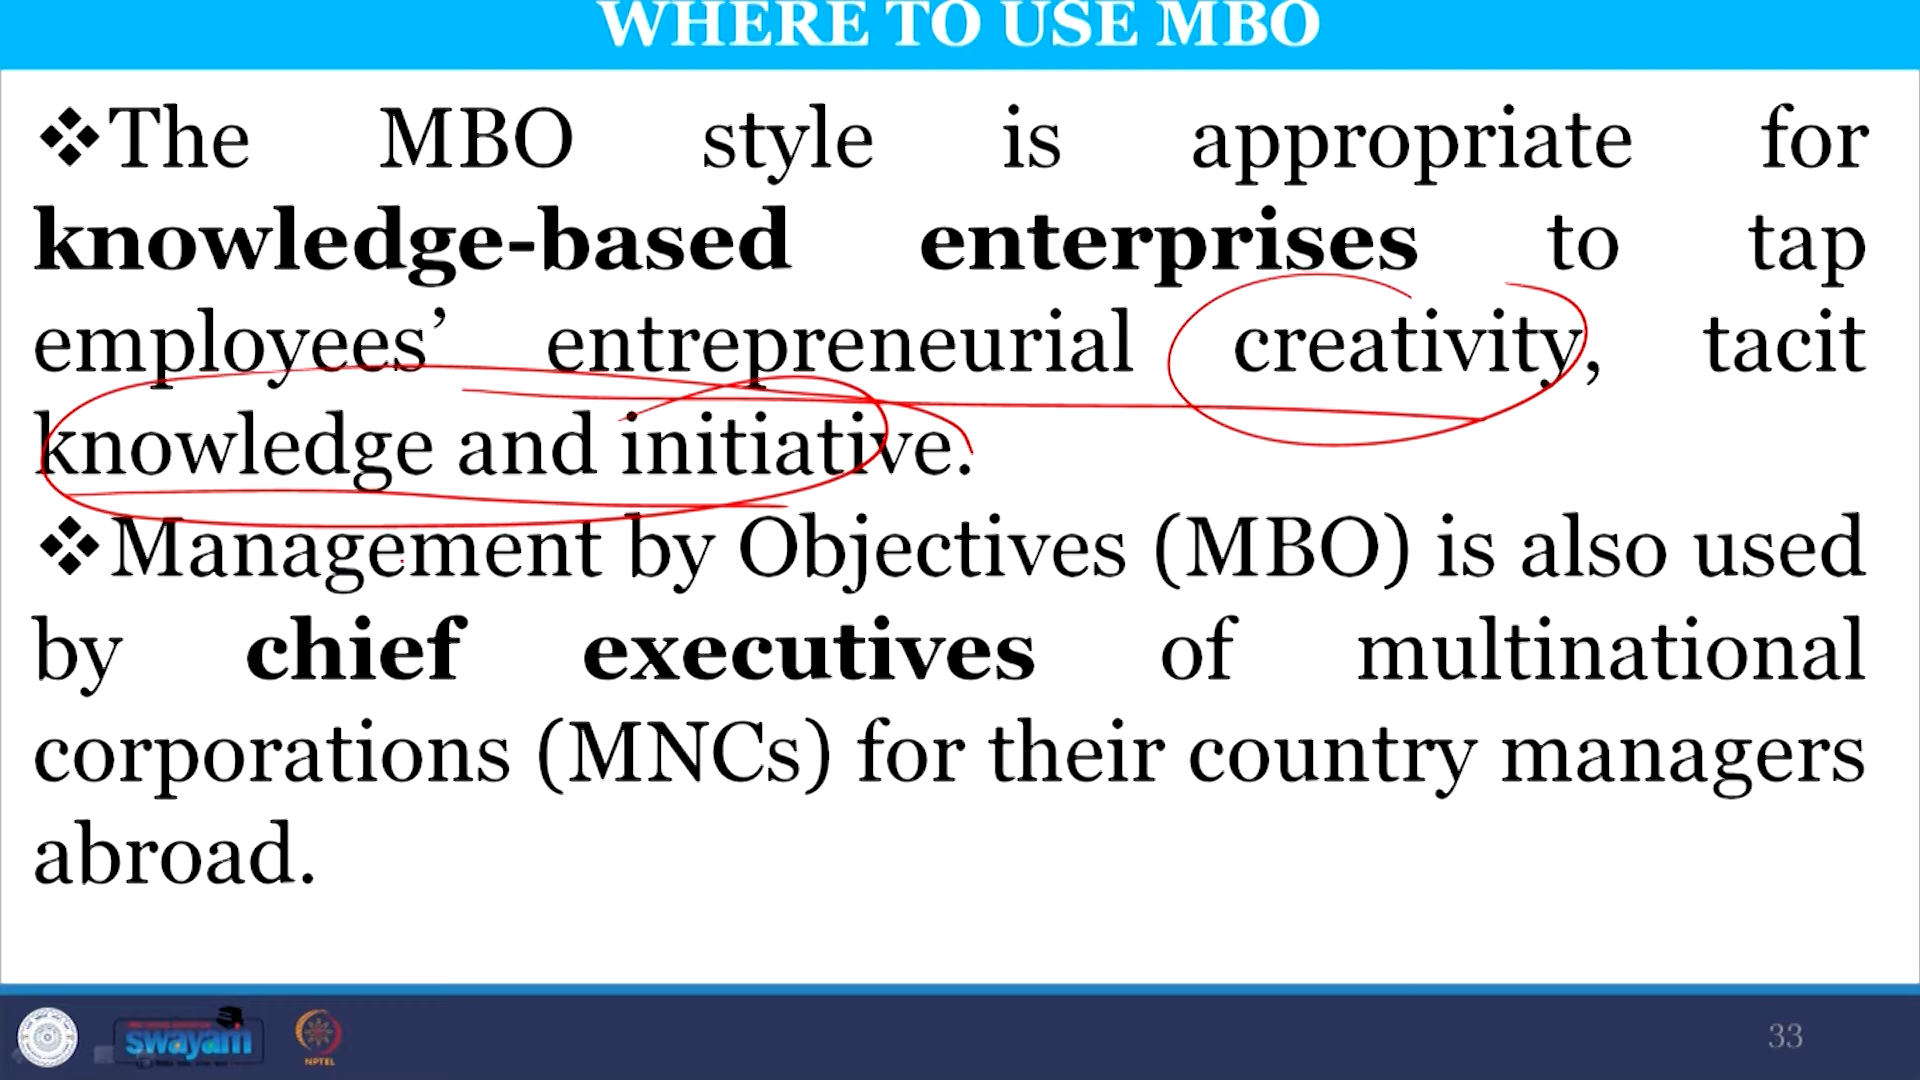 WHERE TO USE MBO
❖The MBO style is appropriate for
knowledge-based enterprises to tap
employees’ entrepreneurial creativity, tacit
knowledge and initiative.
❖Management by Objectives (MBO) is also used
by chief executives of multinational
corporations (MNCs) for their country managers
abroad.
swayam
NPTEL
33